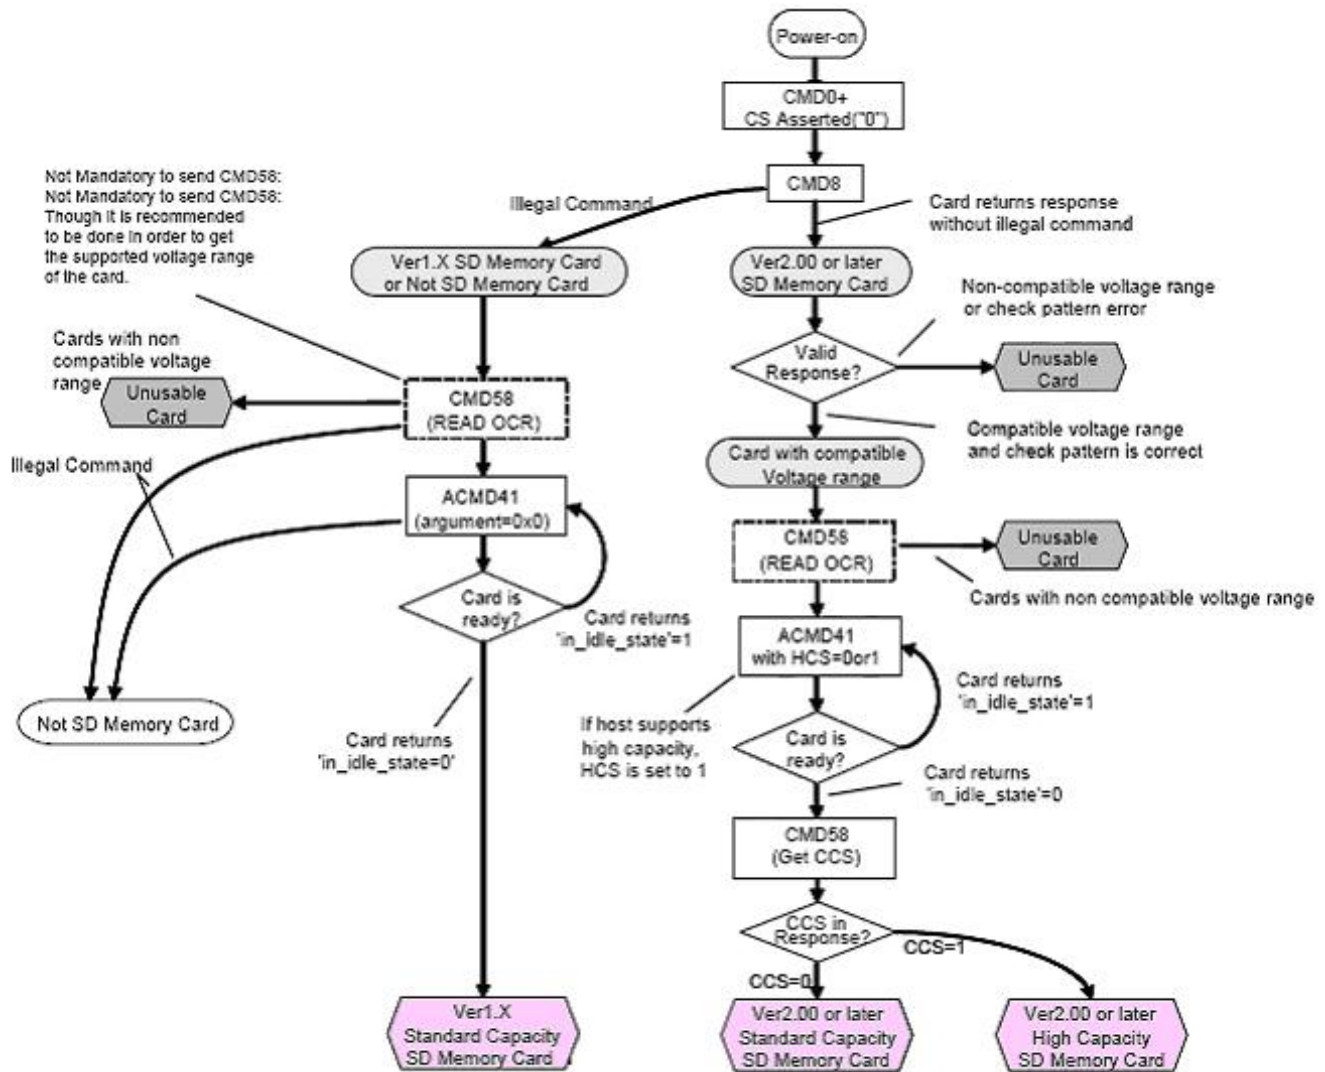 Power-on
CMD0+
CS Asserted("0")
CMD8
Illegal Command
Card returns response
without illegal command
Not Mandatory to send CMD58:
Not Mandatory to send CMD58:
Though it is recommended
to be done in order to get
the supported voltage range
of the card.
Ver1.X SD Memory Card
or Not SD Memory Card
Ver2.00 or later
SD Memory Card
Non-compatible voltage range
or check pattern error
Valid
Response?
Unusable
Card
Cards with non
compatible voltage
range
Unusable
Card
CMD58
(READ OCR)
Compatible voltage range
and check pattern is correct
Card with compatible
Voltage range
Illegal Command
ACMD41
(argument=0x0)
CMD58
(READ OCR)
Unusable
Card
Cards with non compatible voltage range
Card is
ready?
Card returns
'in_idle_state'=1
ACMD41
with HCS=0or1
Card returns
'in_idle_state'=1
If host supports
high capacity,
HCS is set to 1
Not SD Memory Card
Card returns
'in_idle_state=0'
Card is
ready?
Card returns
'in_idle_state'=0
CMD58
(Get CCS)
CCS in
Response?
CCS=1
CCS=0
Ver1.X
Standard Capacity
SD Memory Card
Ver2.00 or later
Standard Capacity
SD Memory Card
Ver2.00 or later
High Capacity
SD Memory Card